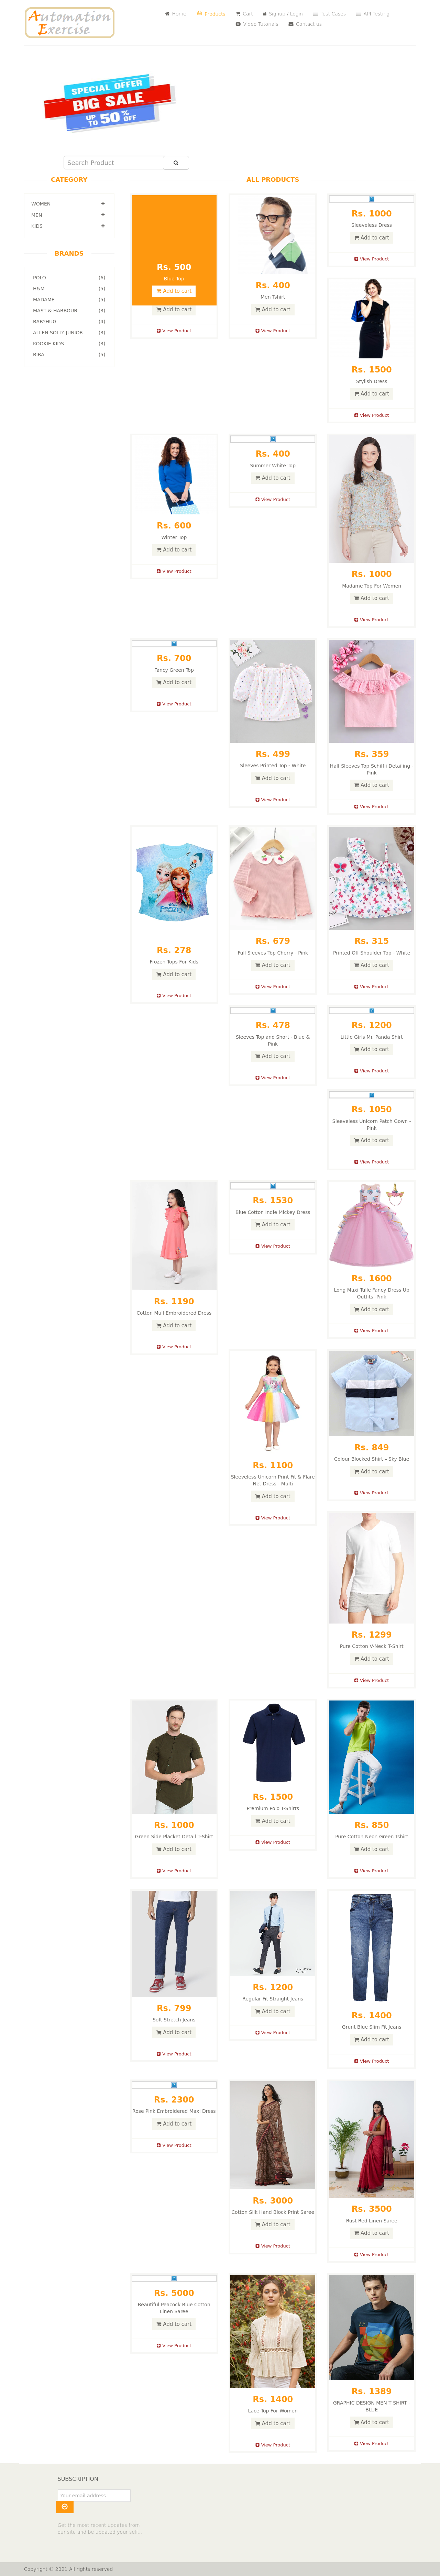 Automation
Exercise
Home
Products
Cart
Signup / Login
Test Cases
API Testing
Video Tutorials
Contact us
SPECIAL OFFER
BIG SALE
UP TO 50% OFF
Search Product
CATEGORY
WOMEN
MEN
KIDS
BRANDS
POLO (6)
H&M (5)
MADAME (5)
MAST & HARBOUR (3)
BABYHUG (4)
ALLEN SOLLY JUNIOR (3)
KOOKIE KIDS (3)
BIBA (5)
ALL PRODUCTS
Rs. 500
Blue Top
Add to cart
Add to cart
View Product
Rs. 400
Men Tshirt
Add to cart
View Product
Rs. 1000
Sleeveless Dress
Add to cart
View Product
Rs. 1500
Stylish Dress
Add to cart
View Product
Rs. 600
Winter Top
Add to cart
View Product
Rs. 400
Summer White Top
Add to cart
View Product
Rs. 1000
Madame Top For Women
Add to cart
View Product
Rs. 700
Fancy Green Top
Add to cart
View Product
Rs. 499
Sleeves Printed Top - White
Add to cart
View Product
Rs. 359
Half Sleeves Top Schiffli Detailing -
Pink
Add to cart
View Product
FROZEN
Rs. 278
Frozen Tops For Kids
Add to cart
View Product
Rs. 679
Full Sleeves Top Cherry - Pink
Add to cart
View Product
Rs. 315
Printed Off Shoulder Top - White
Add to cart
View Product
Rs. 478
Sleeves Top and Short - Blue &
Pink
Add to cart
View Product
Rs. 1200
Little Girls Mr. Panda Shirt
Add to cart
View Product
Rs. 1050
Sleeveless Unicorn Patch Gown -
Pink
Add to cart
View Product
Rs. 1190
Cotton Mull Embroidered Dress
Add to cart
View Product
Rs. 1530
Blue Cotton Indie Mickey Dress
Add to cart
View Product
Rs. 1600
Long Maxi Tulle Fancy Dress Up
Outfits -Pink
Add to cart
View Product
Rs. 1100
Sleeveless Unicorn Print Fit & Flare
Net Dress - Multi
Add to cart
View Product
Rs. 849
Colour Blocked Shirt – Sky Blue
Add to cart
View Product
Rs. 1299
Pure Cotton V-Neck T-Shirt
Add to cart
View Product
Rs. 1000
Green Side Placket Detail T-Shirt
Add to cart
View Product
Rs. 1500
Premium Polo T-Shirts
Add to cart
View Product
Rs. 850
Pure Cotton Neon Green Tshirt
Add to cart
View Product
Rs. 799
Soft Stretch Jeans
Add to cart
View Product
Rs. 1200
Regular Fit Straight Jeans
Add to cart
View Product
Rs. 1400
Grunt Blue Slim Fit Jeans
Add to cart
View Product
Rs. 2300
Rose Pink Embroidered Maxi Dress
Add to cart
View Product
Rs. 3000
Cotton Silk Hand Block Print Saree
Add to cart
View Product
Rs. 3500
Rust Red Linen Saree
Add to cart
View Product
Rs. 5000
Beautiful Peacock Blue Cotton
Linen Saree
Add to cart
View Product
Rs. 1400
Lace Top For Women
Add to cart
View Product
Rs. 1389
GRAPHIC DESIGN MEN T SHIRT -
BLUE
Add to cart
View Product
SUBSCRIPTION
Your email address
Get the most recent updates from
our site and be updated your self...
Copyright © 2021 All rights reserved